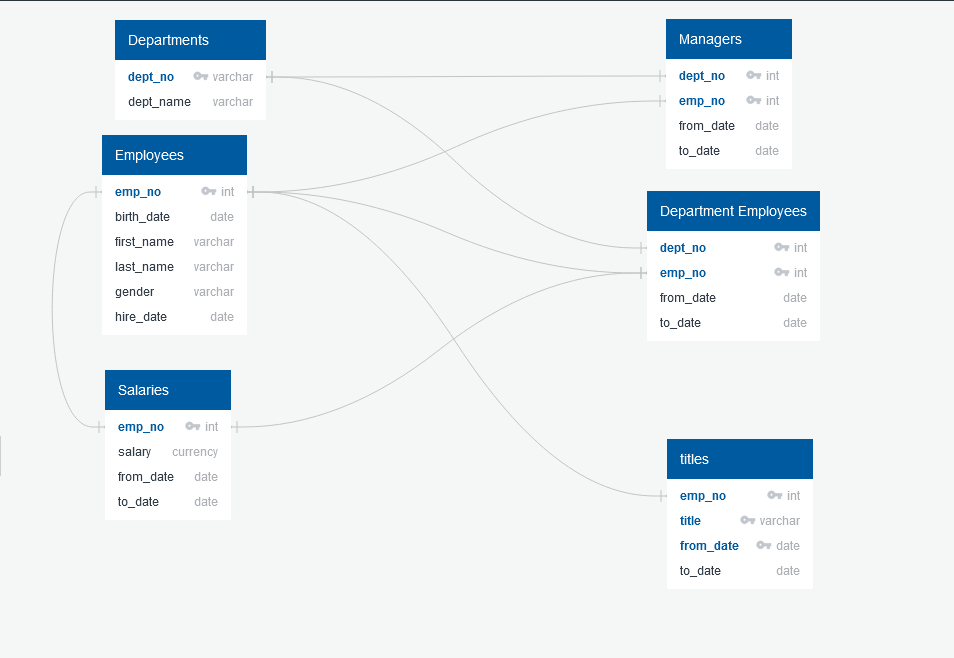 Departments
dept_no varchar
dept_name varchar
Employees
emp_no int
birth_date date
first_name varchar
last_name varchar
gender varchar
hire_date date
Salaries
emp_no int
salary currency
from_date date
to_date date
Managers
dept_no int
emp_no int
from_date date
to_date date
Department Employees
dept_no int
emp_no int
from_date date
to_date date
titles
emp_no int
title varchar
from_date date
to_date date